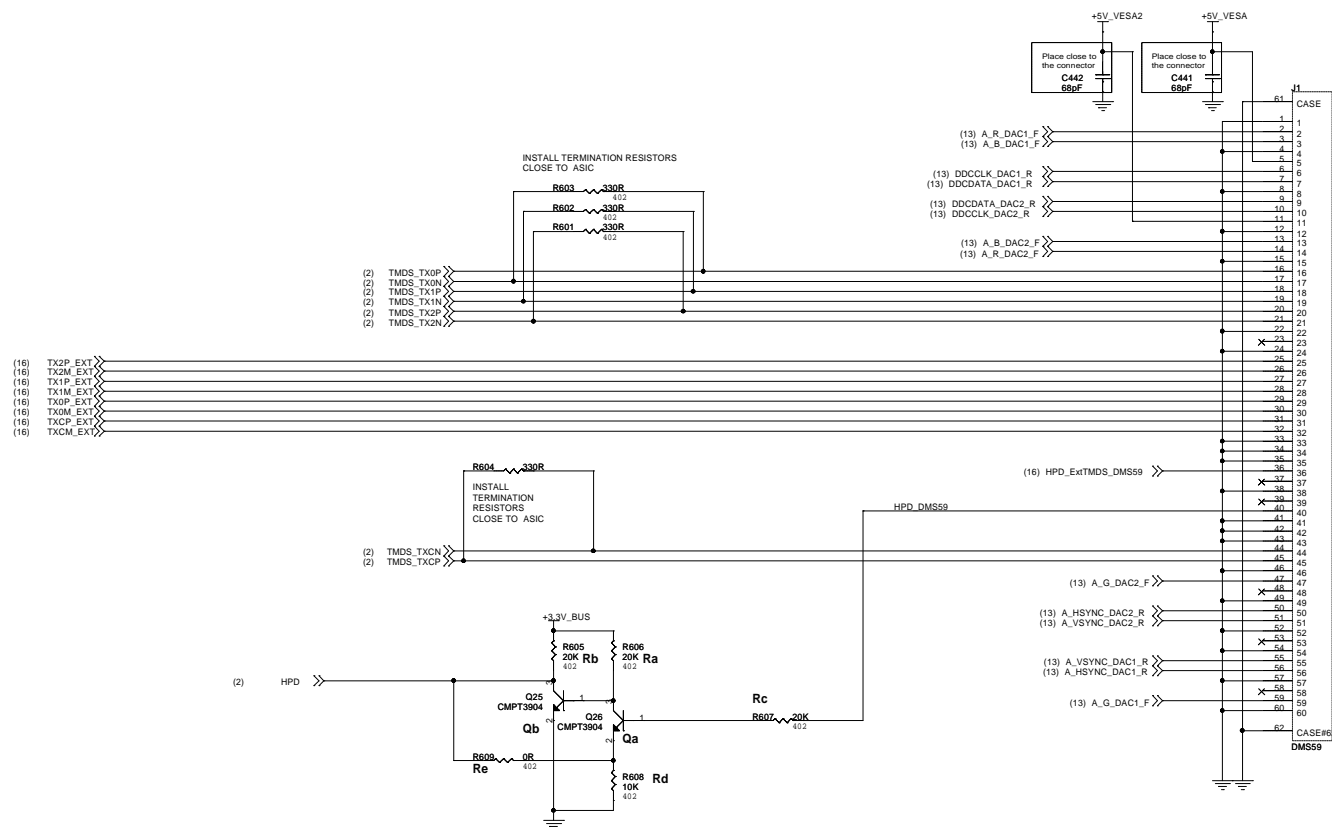 +5V_VESA2
+5V_VESA
Place close to
the connector
C442
68pF
Place close to
the connector
C441
68pF
J1
61
CASE
1
1
(13) A_R_DAC1_F
2
2
(13) A_B_DAC1_F
3
3
4
4
5
5
(13) DDCCLK_DAC1_R
6
6
(13) DDCDATA_DAC1_R
7
7
8
8
(13) DDCDATA_DAC2_R
9
9
(13) DDCCLK_DAC2_R
10
10
11
11
12
12
(13) A_B_DAC2_F
13
13
(13) A_R_DAC2_F
14
14
15
15
INSTALL TERMINATION RESISTORS
CLOSE TO ASIC
R603 330R
402
R602 330R
402
R601 330R
402
(2) TMDS_TX0P
16
16
(2) TMDS_TX0N
17
17
(2) TMDS_TX1P
18
18
(2) TMDS_TX1N
19
19
(2) TMDS_TX2P
20
20
(2) TMDS_TX2N
21
21
22
22
23
23
24
24
(16) TX2P_EXT
25
25
(16) TX2M_EXT
26
26
(16) TX1P_EXT
27
27
(16) TX1M_EXT
28
28
(16) TX0P_EXT
29
29
(16) TX0M_EXT
30
30
(16) TXCP_EXT
31
31
(16) TXCM_EXT
32
32
33
33
34
34
35
35
R604 330R
INSTALL
TERMINATION
RESISTORS
CLOSE TO ASIC
(16) HPD_ExtTMDS_DMS59
36
36
37
37
38
38
39
39
HPD_DMS59
40
40
41
41
42
42
43
43
(2) TMDS_TXCN
44
44
(2) TMDS_TXCP
45
45
46
46
(13) A_G_DAC2_F
47
47
48
48
49
49
(13) A_HSYNC_DAC2_R
50
50
(13) A_VSYNC_DAC2_R
51
51
52
52
53
53
54
54
(13) A_VSYNC_DAC1_R
55
55
(13) A_HSYNC_DAC1_R
56
56
57
57
58
58
(13) A_G_DAC1_F
59
59
60
60
62
CASE#6
DMS59
+3.3V_BUS
R605
20K Rb
402
R606
20K Ra
402
(2) HPD
3
Q25
CMPT3904
1
2
Qb
3
Q26
CMPT3904
1
2
Qa
Rc
R607 20K
402
R609 0R
402
Re
R608
10K
402
Rd